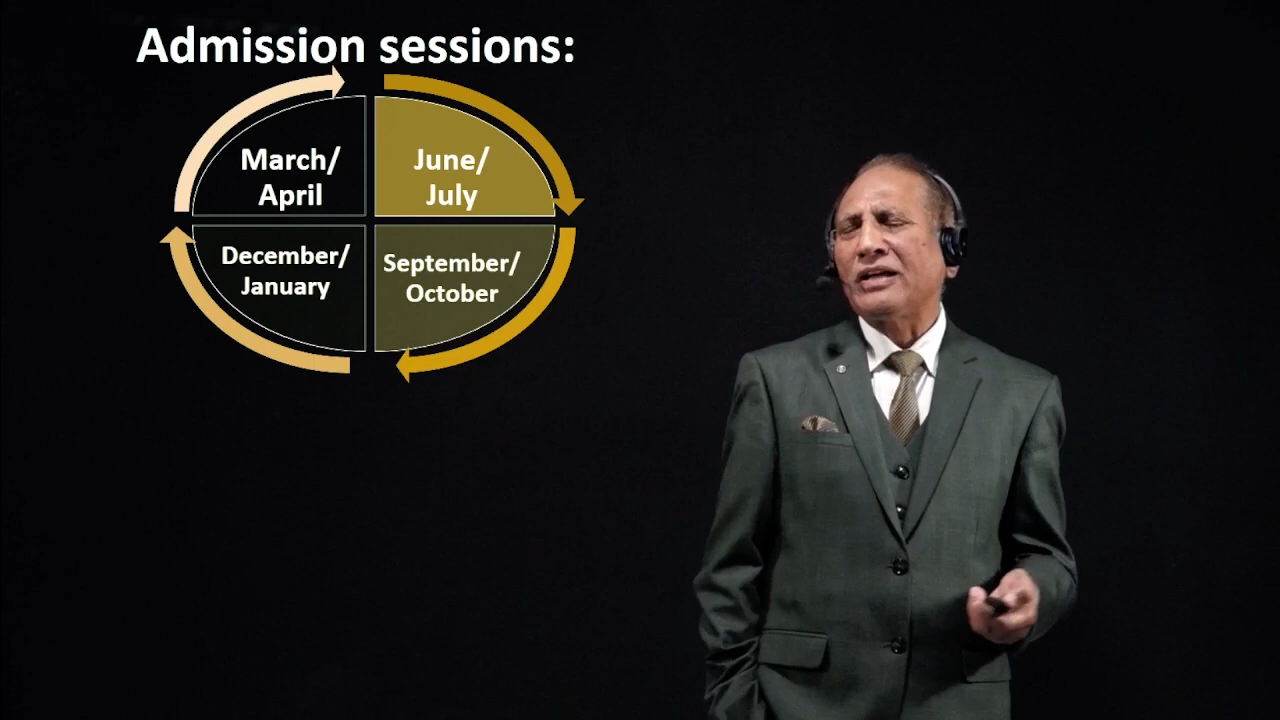 Admission sessions:
March/
April
June/
July
December/
January
September/
October